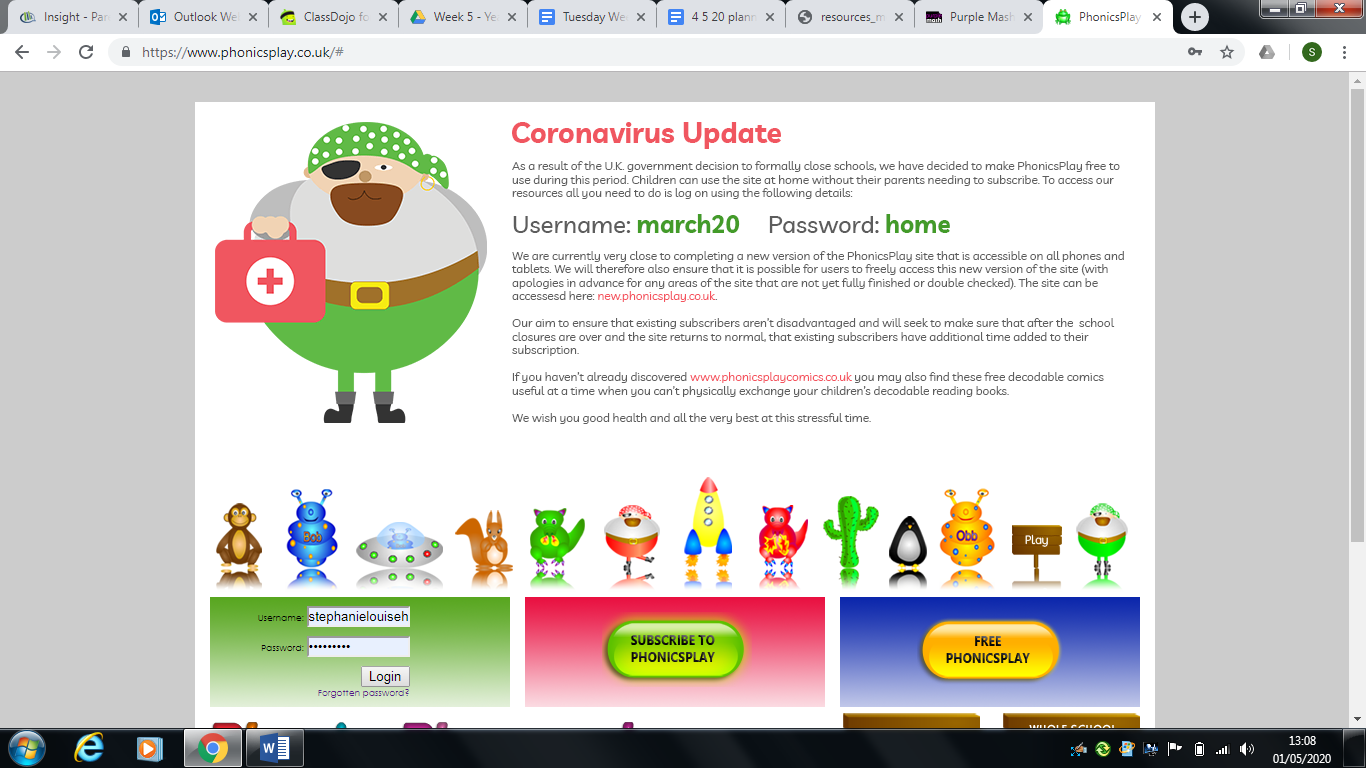 Insight - Par
Outlook We
ClassDojo fo
Week 5 - Ye
Tuesday We
4 5 20 plann
resources_m
Purple Mash
PhonicsPlay
https://www.phonicsplay.co.uk/#
S
Coronavirus Update
As a result of the U.K. government decision to formally close schools, we have decided to make PhonicsPlay free to
use during this period. Children can use the site at home without their parents needing to subscribe. To access our
resources all you need to do is log on using the following details:
Username: march20 Password: home
We are currently very close to completing a new version of the PhonicsPlay site that is accessible on all phones and
tablets. We will therefore also ensure that it is possible for users to freely access this new version of the site (with
apologies in advance for any areas of the site that are not yet fully finished or double checked). The site can be
accessesd here: new.phonicsplay.co.uk.
Our aim to ensure that existing subscribers aren't disadvantaged and will seek to make sure that after the school
closures are over and the site returns to normal, that existing subscribers have additional time added to their
subscription.
If you haven't already discovered www.phonicsplaycomics.co.uk you may also find these free decodable comics
useful at a time when you can't physically exchange your children's decodable reading books.
We wish you good health and all the very best at this stressful time.
Bob
Obb
Play
Username: stephanielouiseh
Password: •••••••••
Login
Forgotten password?
SUBSCRIBE TO
PHONICSPLAY
FREE
PHONICSPLAY
WHOLE SCHOOL
13:08
01/05/2020